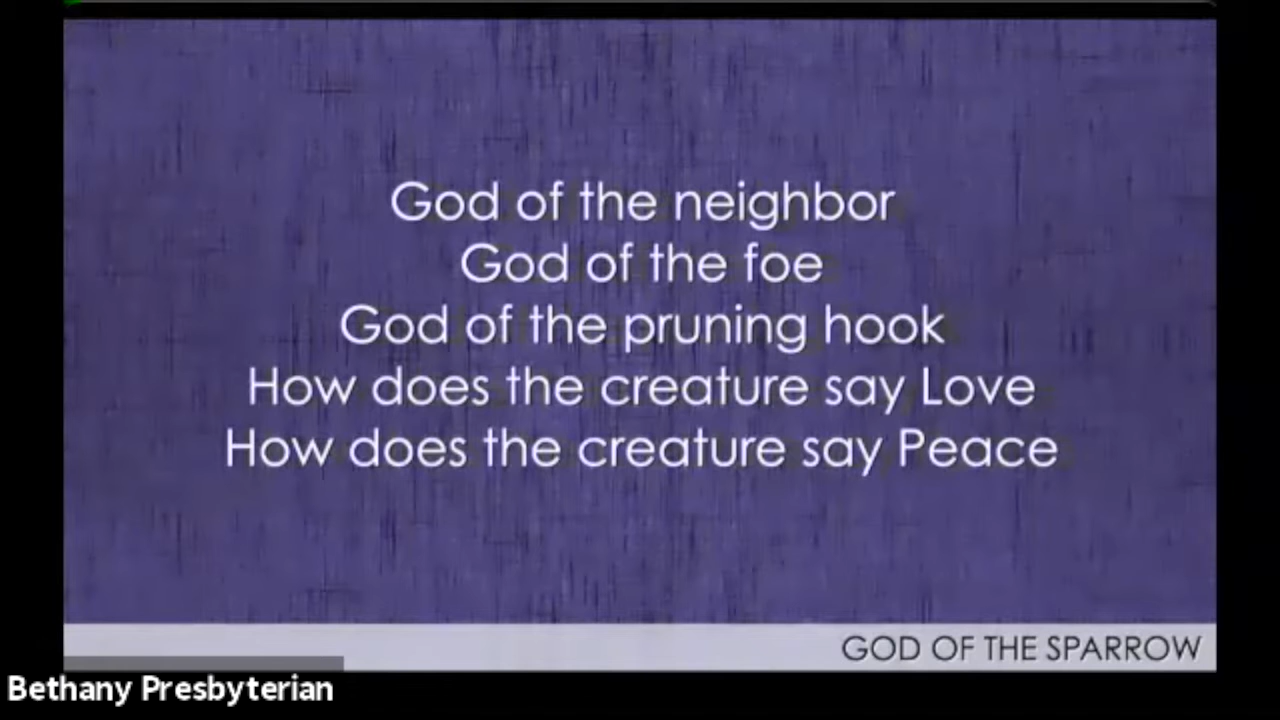 God of the neighbor
God of the foe
God of the pruning hook
How does the creature say Love
How does the creature say Peace
GOD OF THE SPARROW
Bethany Presbyterian